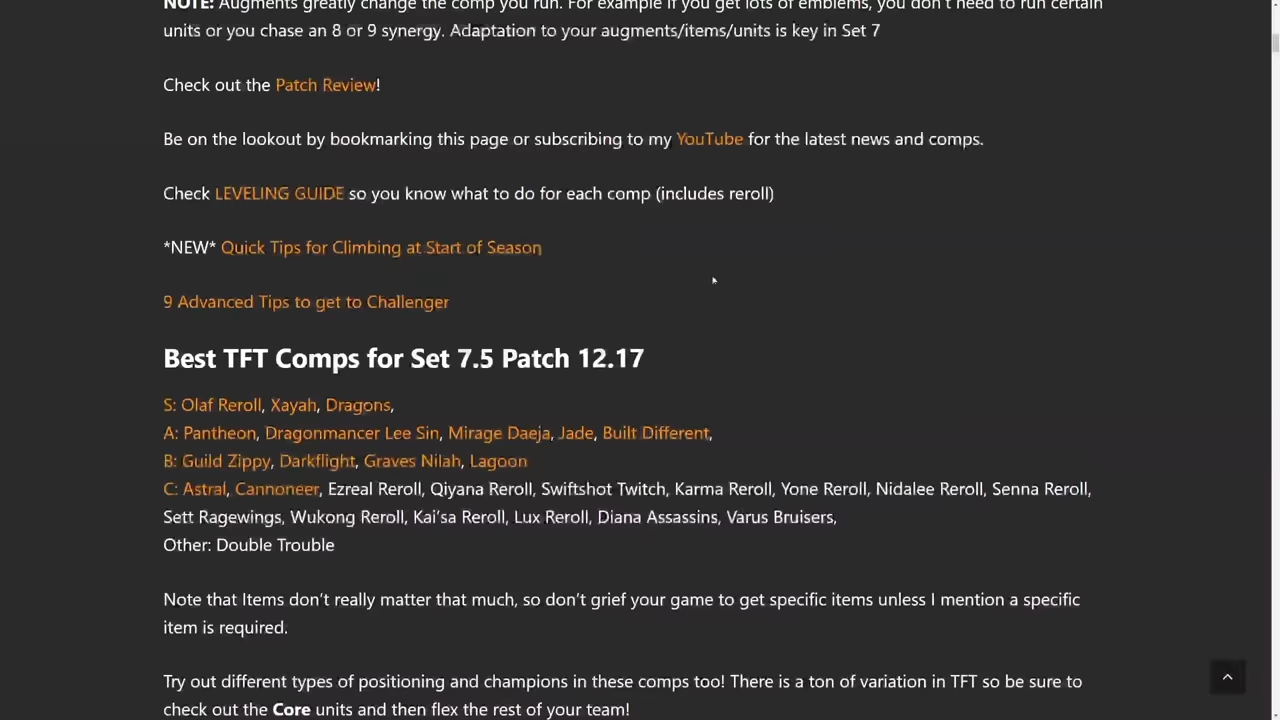 NOTE: Augments greatly change the comp you run. For example if you get lots of emblems, you don't need to run certain
units or you chase an 8 or 9 synergy. Adaptation to your augments/items/units is key in Set 7
Check out the Patch Review!
Be on the lookout by bookmarking this page or subscribing to my YouTube for the latest news and comps.
Check LEVELING GUIDE so you know what to do for each comp (includes reroll)
*NEW* Quick Tips for Climbing at Start of Season
9 Advanced Tips to get to Challenger
Best TFT Comps for Set 7.5 Patch 12.17
S: Olaf Reroll, Xayah, Dragons,
A: Pantheon, Dragonmancer Lee Sin, Mirage Daeja, Jade, Built Different,
B: Guild Zippy, Darkflight, Graves Nilah, Lagoon
C: Astral, Cannoneer, Ezreal Reroll, Qiyana Reroll, Swiftshot Twitch, Karma Reroll, Yone Reroll, Nidalee Reroll, Senna Reroll,
Sett Ragewings, Wukong Reroll, Kai'sa Reroll, Lux Reroll, Diana Assassins, Varus Bruisers,
Other: Double Trouble
Note that Items don't really matter that much, so don't grief your game to get specific items unless I mention a specific
item is required.
Try out different types of positioning and champions in these comps too! There is a ton of variation in TFT so be sure to
check out the Core units and then flex the rest of your team!